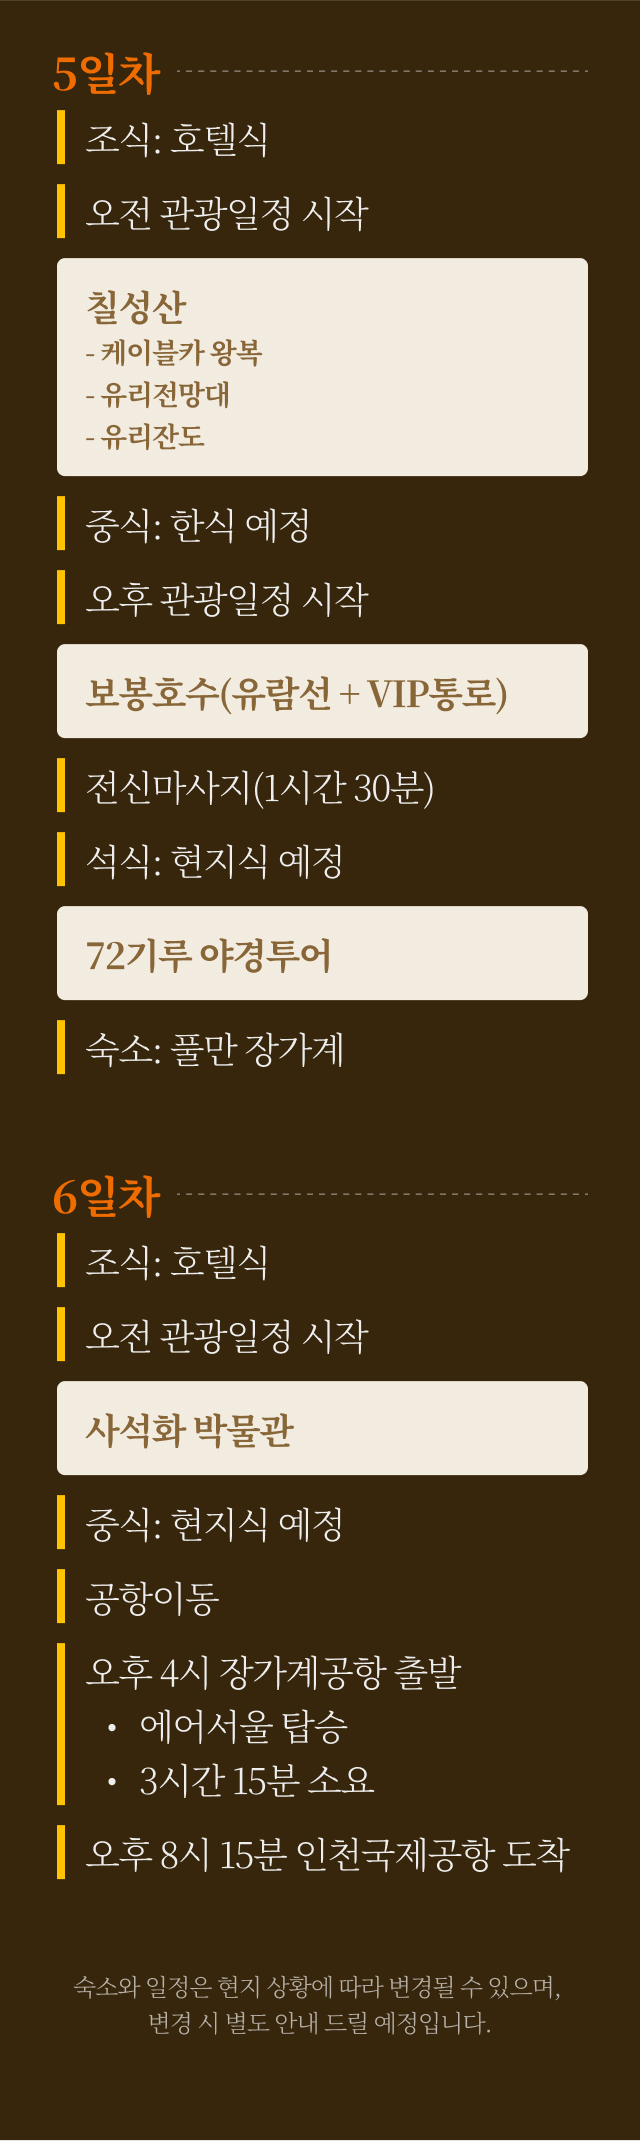 5일차
조식: 호텔식
오전 관광일정 시작
칠성산
- 케이블카 왕복
- 유리전망대
- 유리잔도
중식: 한식 예정
오후 관광일정 시작
보봉호수(유람선 + VIP통로)
전신마사지(1시간 30분)
석식: 현지식 예정
72기루 야경투어
숙소: 풀만 장가계
6일차
조식: 호텔식
오전 관광일정 시작
사석화 박물관
중식: 현지식 예정
공항이동
오후 4시 장가계공항 출발
• 에어서울 탑승
• 3시간 15분 소요
오후 8시 15분 인천국제공항 도착
숙소와 일정은 현지 상황에 따라 변경될 수 있으며,
변경 시 별도 안내 드릴 예정입니다.